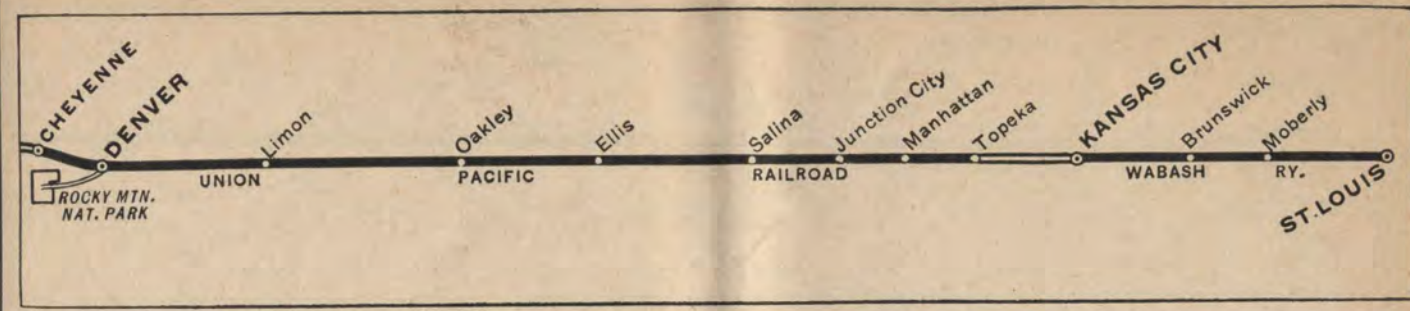 CHEYENNE
DENVER
Limon
Oakley
Ellis
Salina
Junction City
Manhattan
Topeka
KANSAS CITY
Brunswick
Moberly
ST. LOUIS
UNION PACIFIC RAILROAD
WABASH RY.
ROCKY MTN.
NAT. PARK